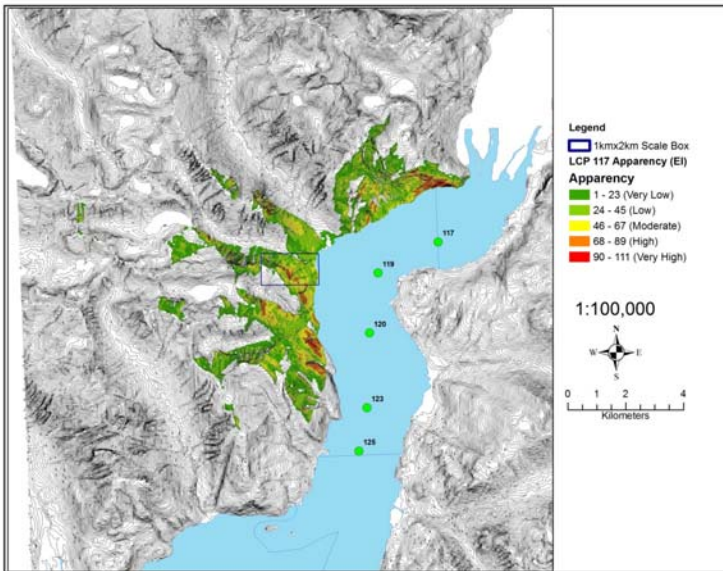 117
119
120
123
125
Legend
1kmx2km Scale Box
LCP 117 Apparency (EI)
Apparency
1 - 23 (Very Low)
24 - 45 (Low)
46 - 67 (Moderate)
68 - 89 (High)
90 - 111 (Very High)
1:100,000
N
W E
S
0 1 2 4
Kilometers